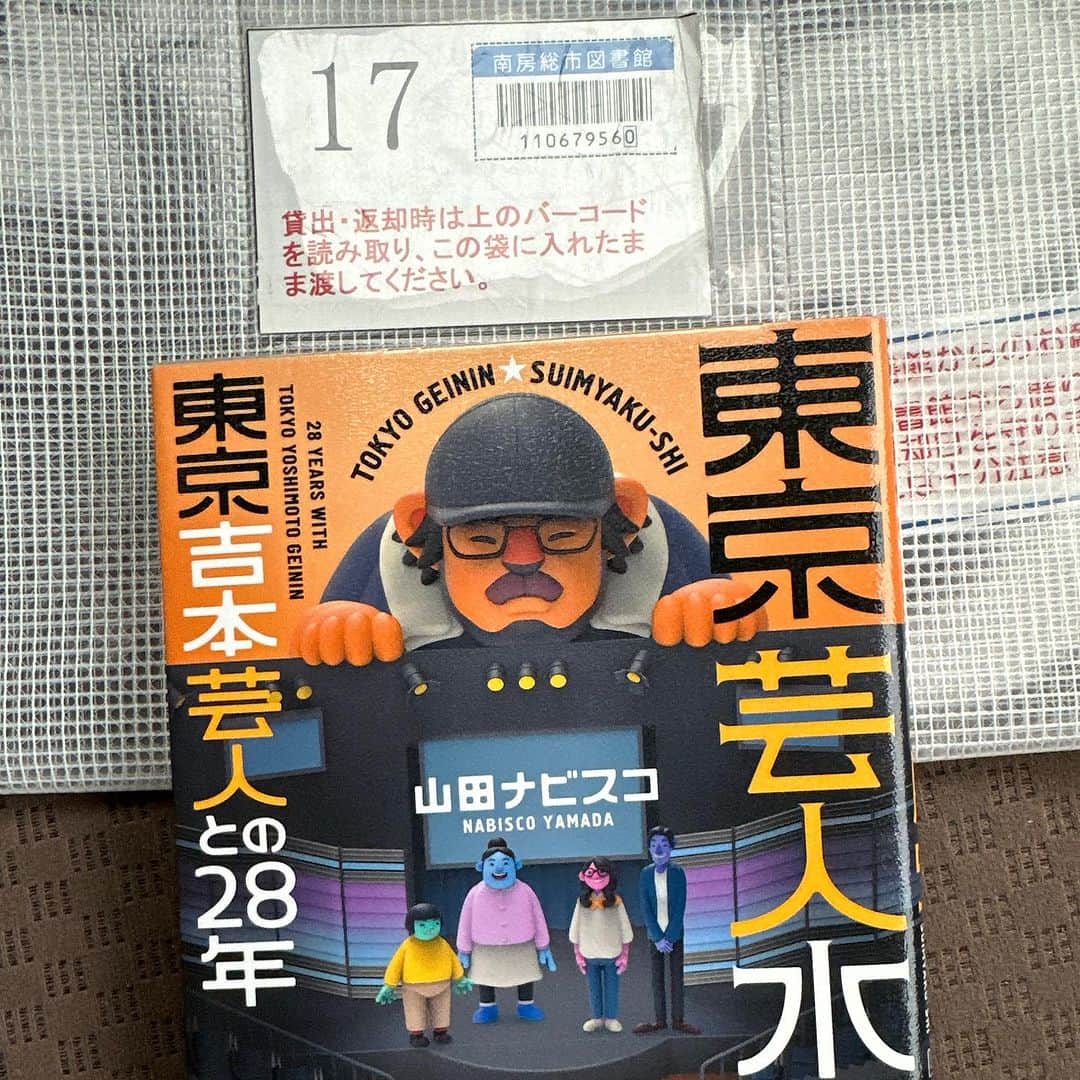 17
南房総市図書館
110679560
貸出・返却時は上のバーコード
を読み取り、この袋に入れたま
ま渡してください。
TOKYO GEININ★SUIMYAKU-SHI
東京芸人水
東京吉本芸人との28年
28 YEARS WITH
TOKYO YOSHIMOTO GEININ
山田ナビスコ
NABISCO YAMADA